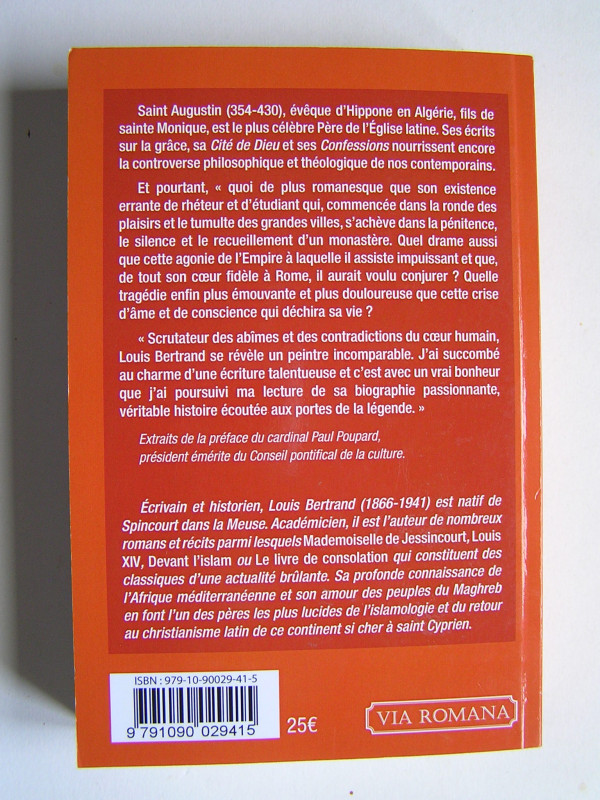 Saint Augustin (354-430), évêque d'Hippone en Algérie, fils de
sainte Monique, est le plus célèbre Père de l'Église latine. Ses écrits
sur la grâce, sa Cité de Dieu et ses Confessions nourrissent encore
la controverse philosophique et théologique de nos contemporains.
Et pourtant, « quoi de plus romanesque que son existence
errante de rhéteur et d'étudiant qui, commencée dans la ronde des
plaisirs et le tumulte des grandes villes, s'achève dans la pénitence,
le silence et le recueillement d'un monastère. Quel drame aussi
que cette agonie de l'Empire à laquelle il assiste impuissant et que,
de tout son cœur fidèle à Rome, il aurait voulu conjurer ? Quelle
tragédie enfin plus émouvante et plus douloureuse que cette crise
d'âme et de conscience qui déchira sa vie ?
« Scrutateur des abîmes et des contradictions du cœur humain,
Louis Bertrand se révèle un peintre incomparable. J'ai succombé
au charme d'une écriture talentueuse et c'est avec un vrai bonheur
que j'ai poursuivi ma lecture de sa biographie passionnante,
véritable histoire écoutée aux portes de la légende. »
Extraits de la préface du cardinal Paul Poupard,
président émérite du Conseil pontifical de la culture.
Écrivain et historien, Louis Bertrand (1866-1941) est natif de
Spincourt dans la Meuse. Académicien, il est l'auteur de nombreux
romans et récits parmi lesquels Mademoiselle de Jessincourt, Louis
XIV, Devant l'islam ou Le livre de consolation qui constituent des
classiques d'une actualité brûlante. Sa profonde connaissance de
l'Afrique méditerranéenne et son amour des peuples du Maghreb
en font l'un des pères les plus lucides de l'islamologie et du retour
au christianisme latin de ce continent si cher à saint Cyprien.
ISBN : 979-10-90029-41-5
9 791090 029415
25€
VIA ROMANA